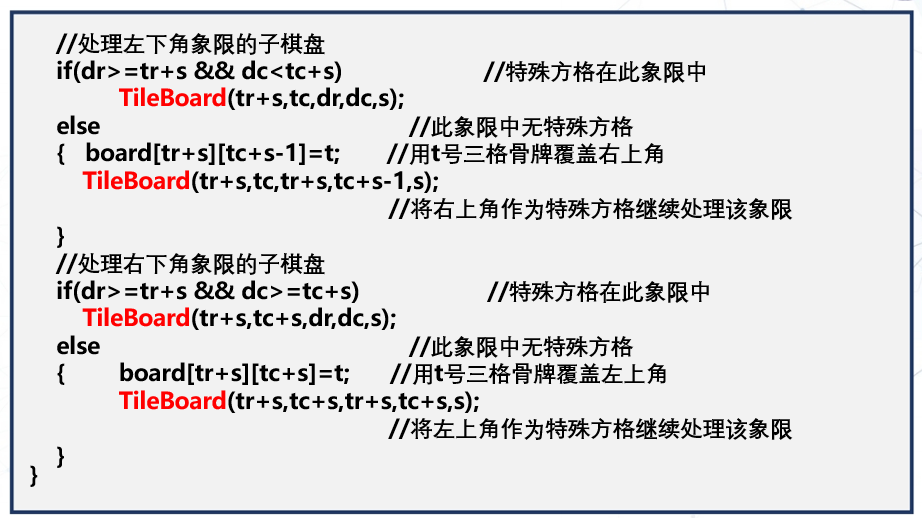 //处理左下角象限的子棋盘
if(dr>=tr+s && dc<tc+s) //特殊方格在此象限中
TileBoard(tr+s,tc,dr,dc,s);
else //此象限中无特殊方格
{ board[tr+s][tc+s-1]=t; //用t号三格骨牌覆盖右上角
TileBoard(tr+s,tc,tr+s,tc+s-1,s);
//将右上角作为特殊方格继续处理该象限
}
//处理右下角象限的子棋盘
if(dr>=tr+s && dc>=tc+s) //特殊方格在此象限中
TileBoard(tr+s,tc+s,dr,dc,s);
else //此象限中无特殊方格
{ board[tr+s][tc+s]=t; //用t号三格骨牌覆盖左上角
TileBoard(tr+s,tc+s,tr+s,tc+s,s);
//将左上角作为特殊方格继续处理该象限
}
}